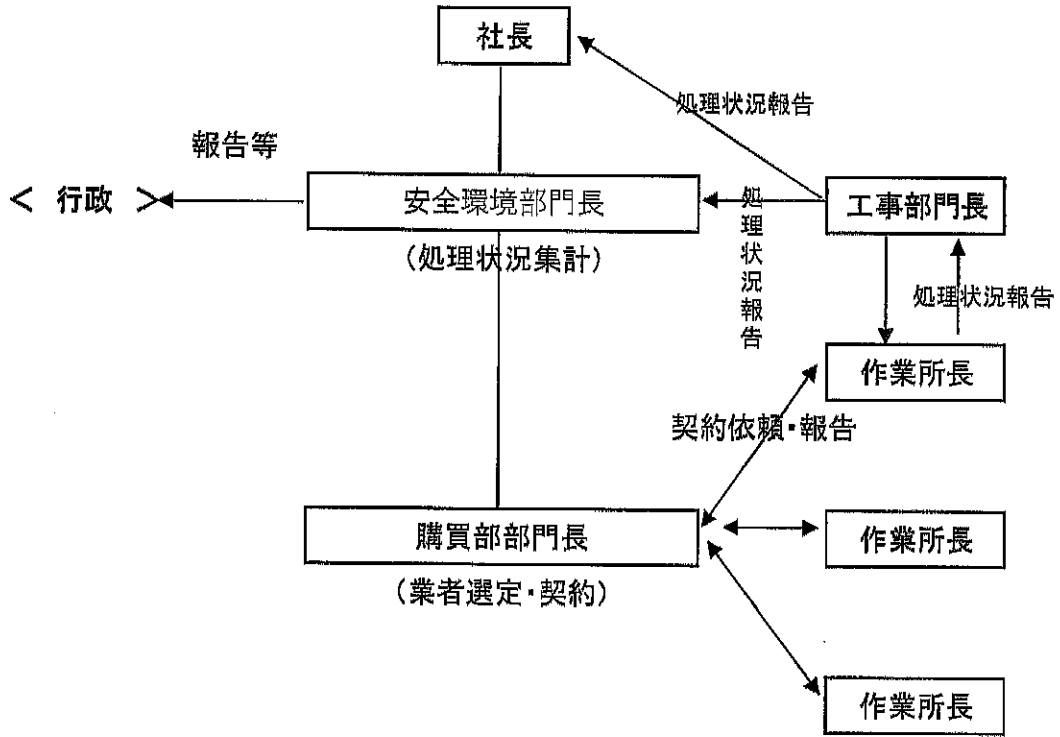 社長
処理状況報告
報告等
< 行政 >
安全環境部門長
(処理状況集計)
処理状況報告
工事部門長
処理状況報告
作業所長
契約依頼・報告
購買部部門長
(業者選定・契約)
作業所長
作業所長